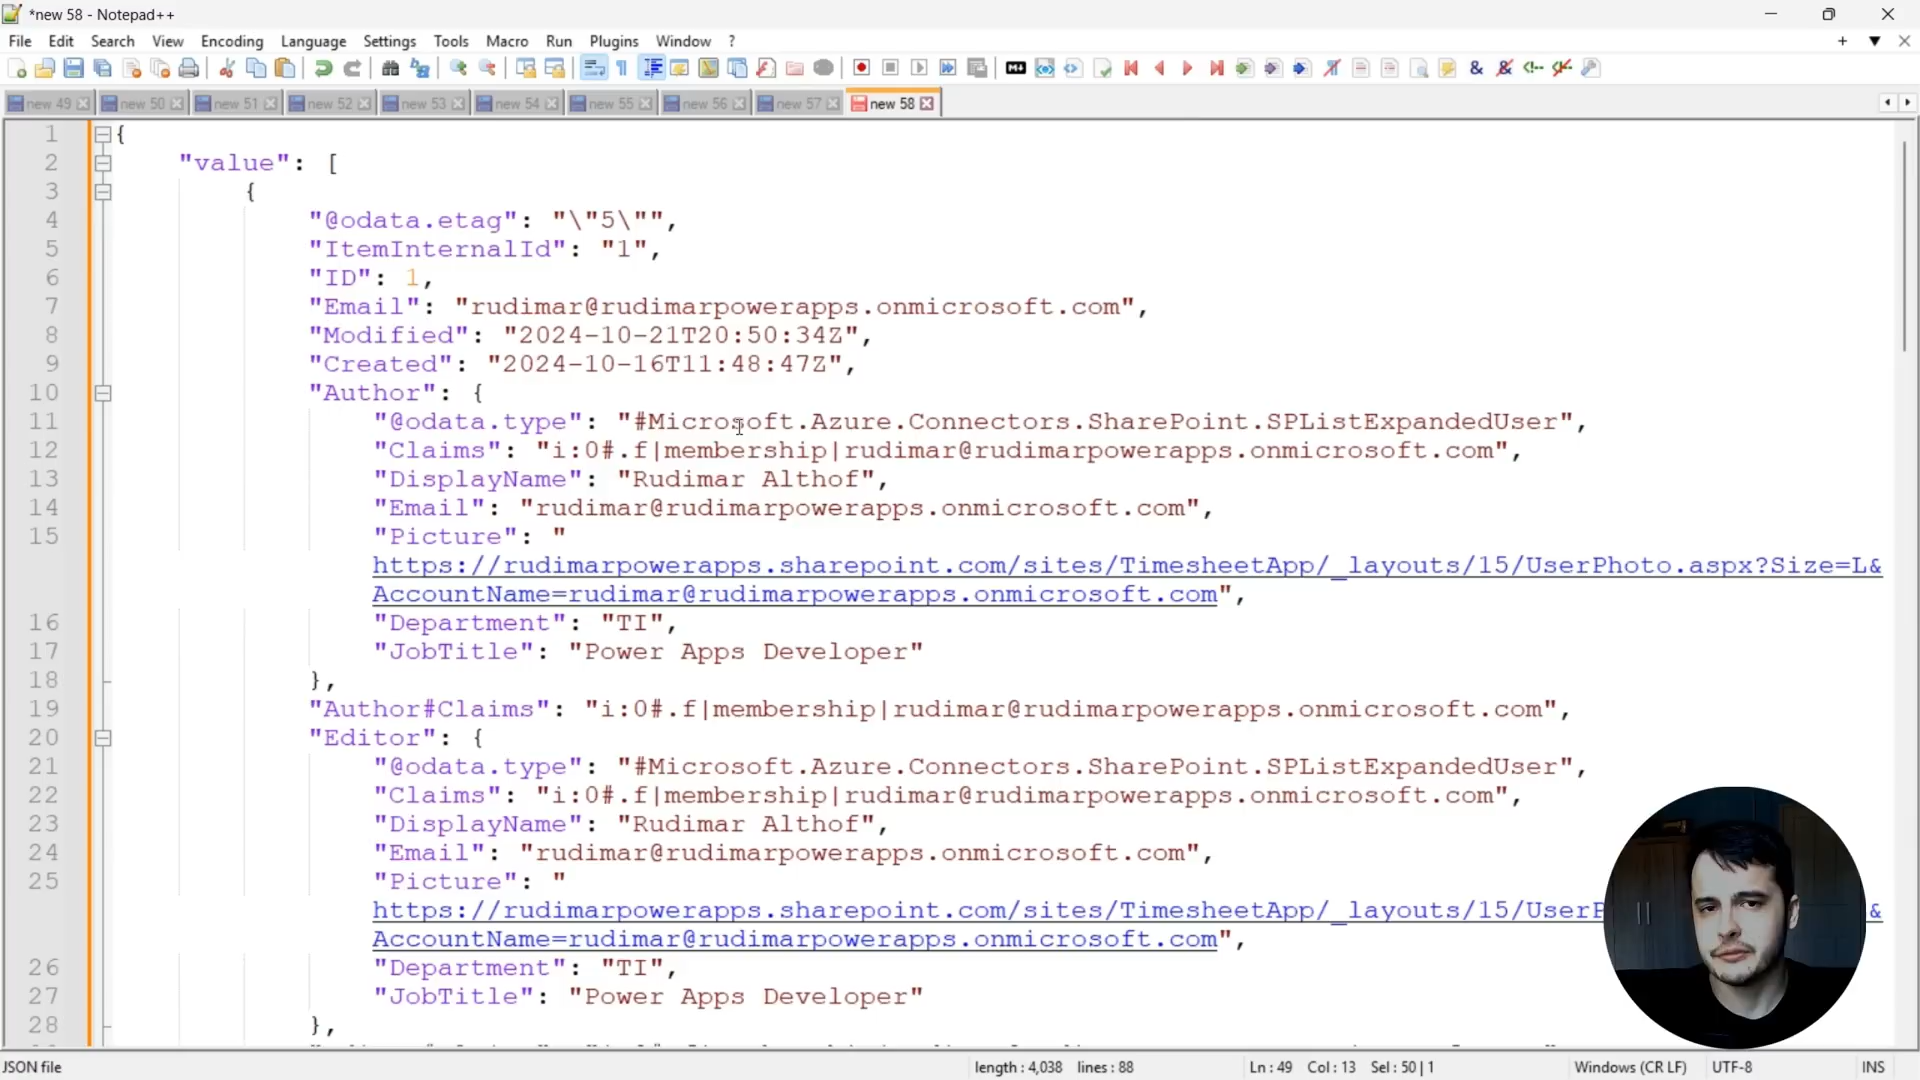 *new 58 - Notepad++
File Edit Search View Encoding Language Settings Tools Macro Run Plugins Window ?
new 49 new 50 new 51 new 52 new 53 new 54 new 55 new 56 new 57 new 58
1 {
2 "value": [
3 {
4 "@odata.etag": "\"5\"",
5 "ItemInternalId": "1",
6 "ID": 1,
7 "Email": "rudimar@rudimarpowerapps.onmicrosoft.com",
8 "Modified": "2024-10-21T20:50:34Z",
9 "Created": "2024-10-16T11:48:47Z",
10 "Author": {
11 "@odata.type": "#Microsoft.Azure.Connectors.SharePoint.SPListExpandedUser",
12 "Claims": "i:0#.f|membership|rudimar@rudimarpowerapps.onmicrosoft.com",
13 "DisplayName": "Rudimar Althof",
14 "Email": "rudimar@rudimarpowerapps.onmicrosoft.com",
15 "Picture": "
https://rudimarpowerapps.sharepoint.com/sites/TimesheetApp/_layouts/15/UserPhoto.aspx?Size=L&
AccountName=rudimar@rudimarpowerapps.onmicrosoft.com",
16 "Department": "TI",
17 "JobTitle": "Power Apps Developer"
18 },
19 "Author#Claims": "i:0#.f|membership|rudimar@rudimarpowerapps.onmicrosoft.com",
20 "Editor": {
21 "@odata.type": "#Microsoft.Azure.Connectors.SharePoint.SPListExpandedUser",
22 "Claims": "i:0#.f|membership|rudimar@rudimarpowerapps.onmicrosoft.com",
23 "DisplayName": "Rudimar Althof",
24 "Email": "rudimar@rudimarpowerapps.onmicrosoft.com",
25 "Picture": "
https://rudimarpowerapps.sharepoint.com/sites/TimesheetApp/_layouts/15/UserP &
AccountName=rudimar@rudimarpowerapps.onmicrosoft.com",
26 "Department": "TI",
27 "JobTitle": "Power Apps Developer"
28 },
JSON file length : 4,038 lines : 88 Ln : 49 Col : 13 Sel : 50 | 1 Windows (CR LF) UTF-8 INS